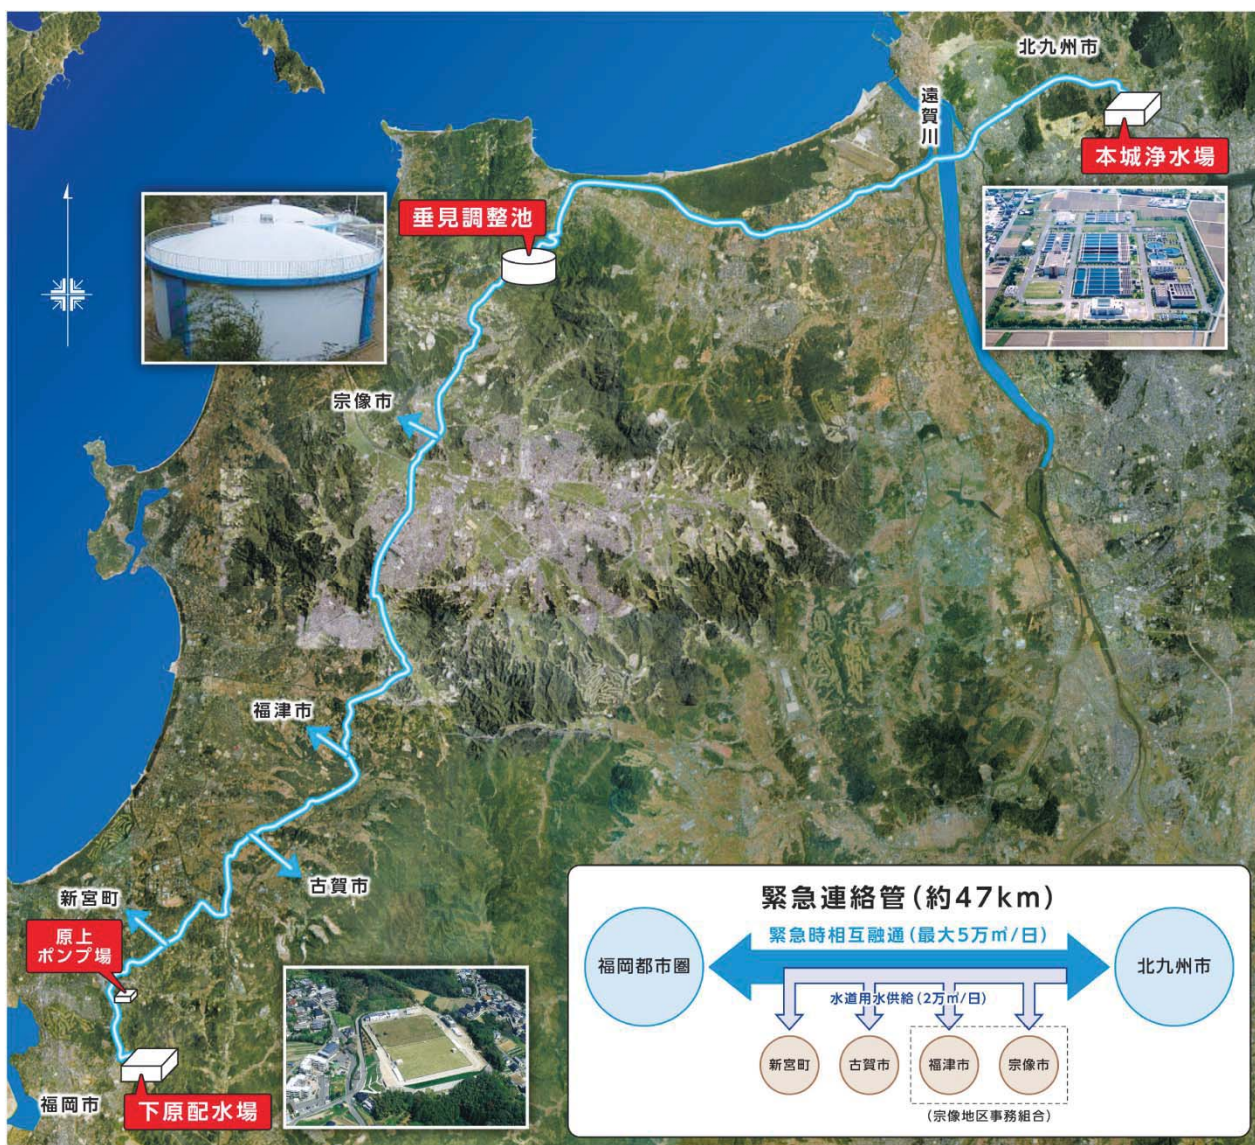 北九州市
遠賀川
本城浄水場
垂見調整池
宗像市
福津市
古賀市
新宮町
原上
ポンプ場
福岡市
下原配水場
緊急連絡管(約47km)
緊急時相互融通(最大5万㎥/日)
福岡都市圏
北九州市
水道用水供給(2万㎥/日)
新宮町
古賀市
福津市
宗像市
(宗像地区事務組合)